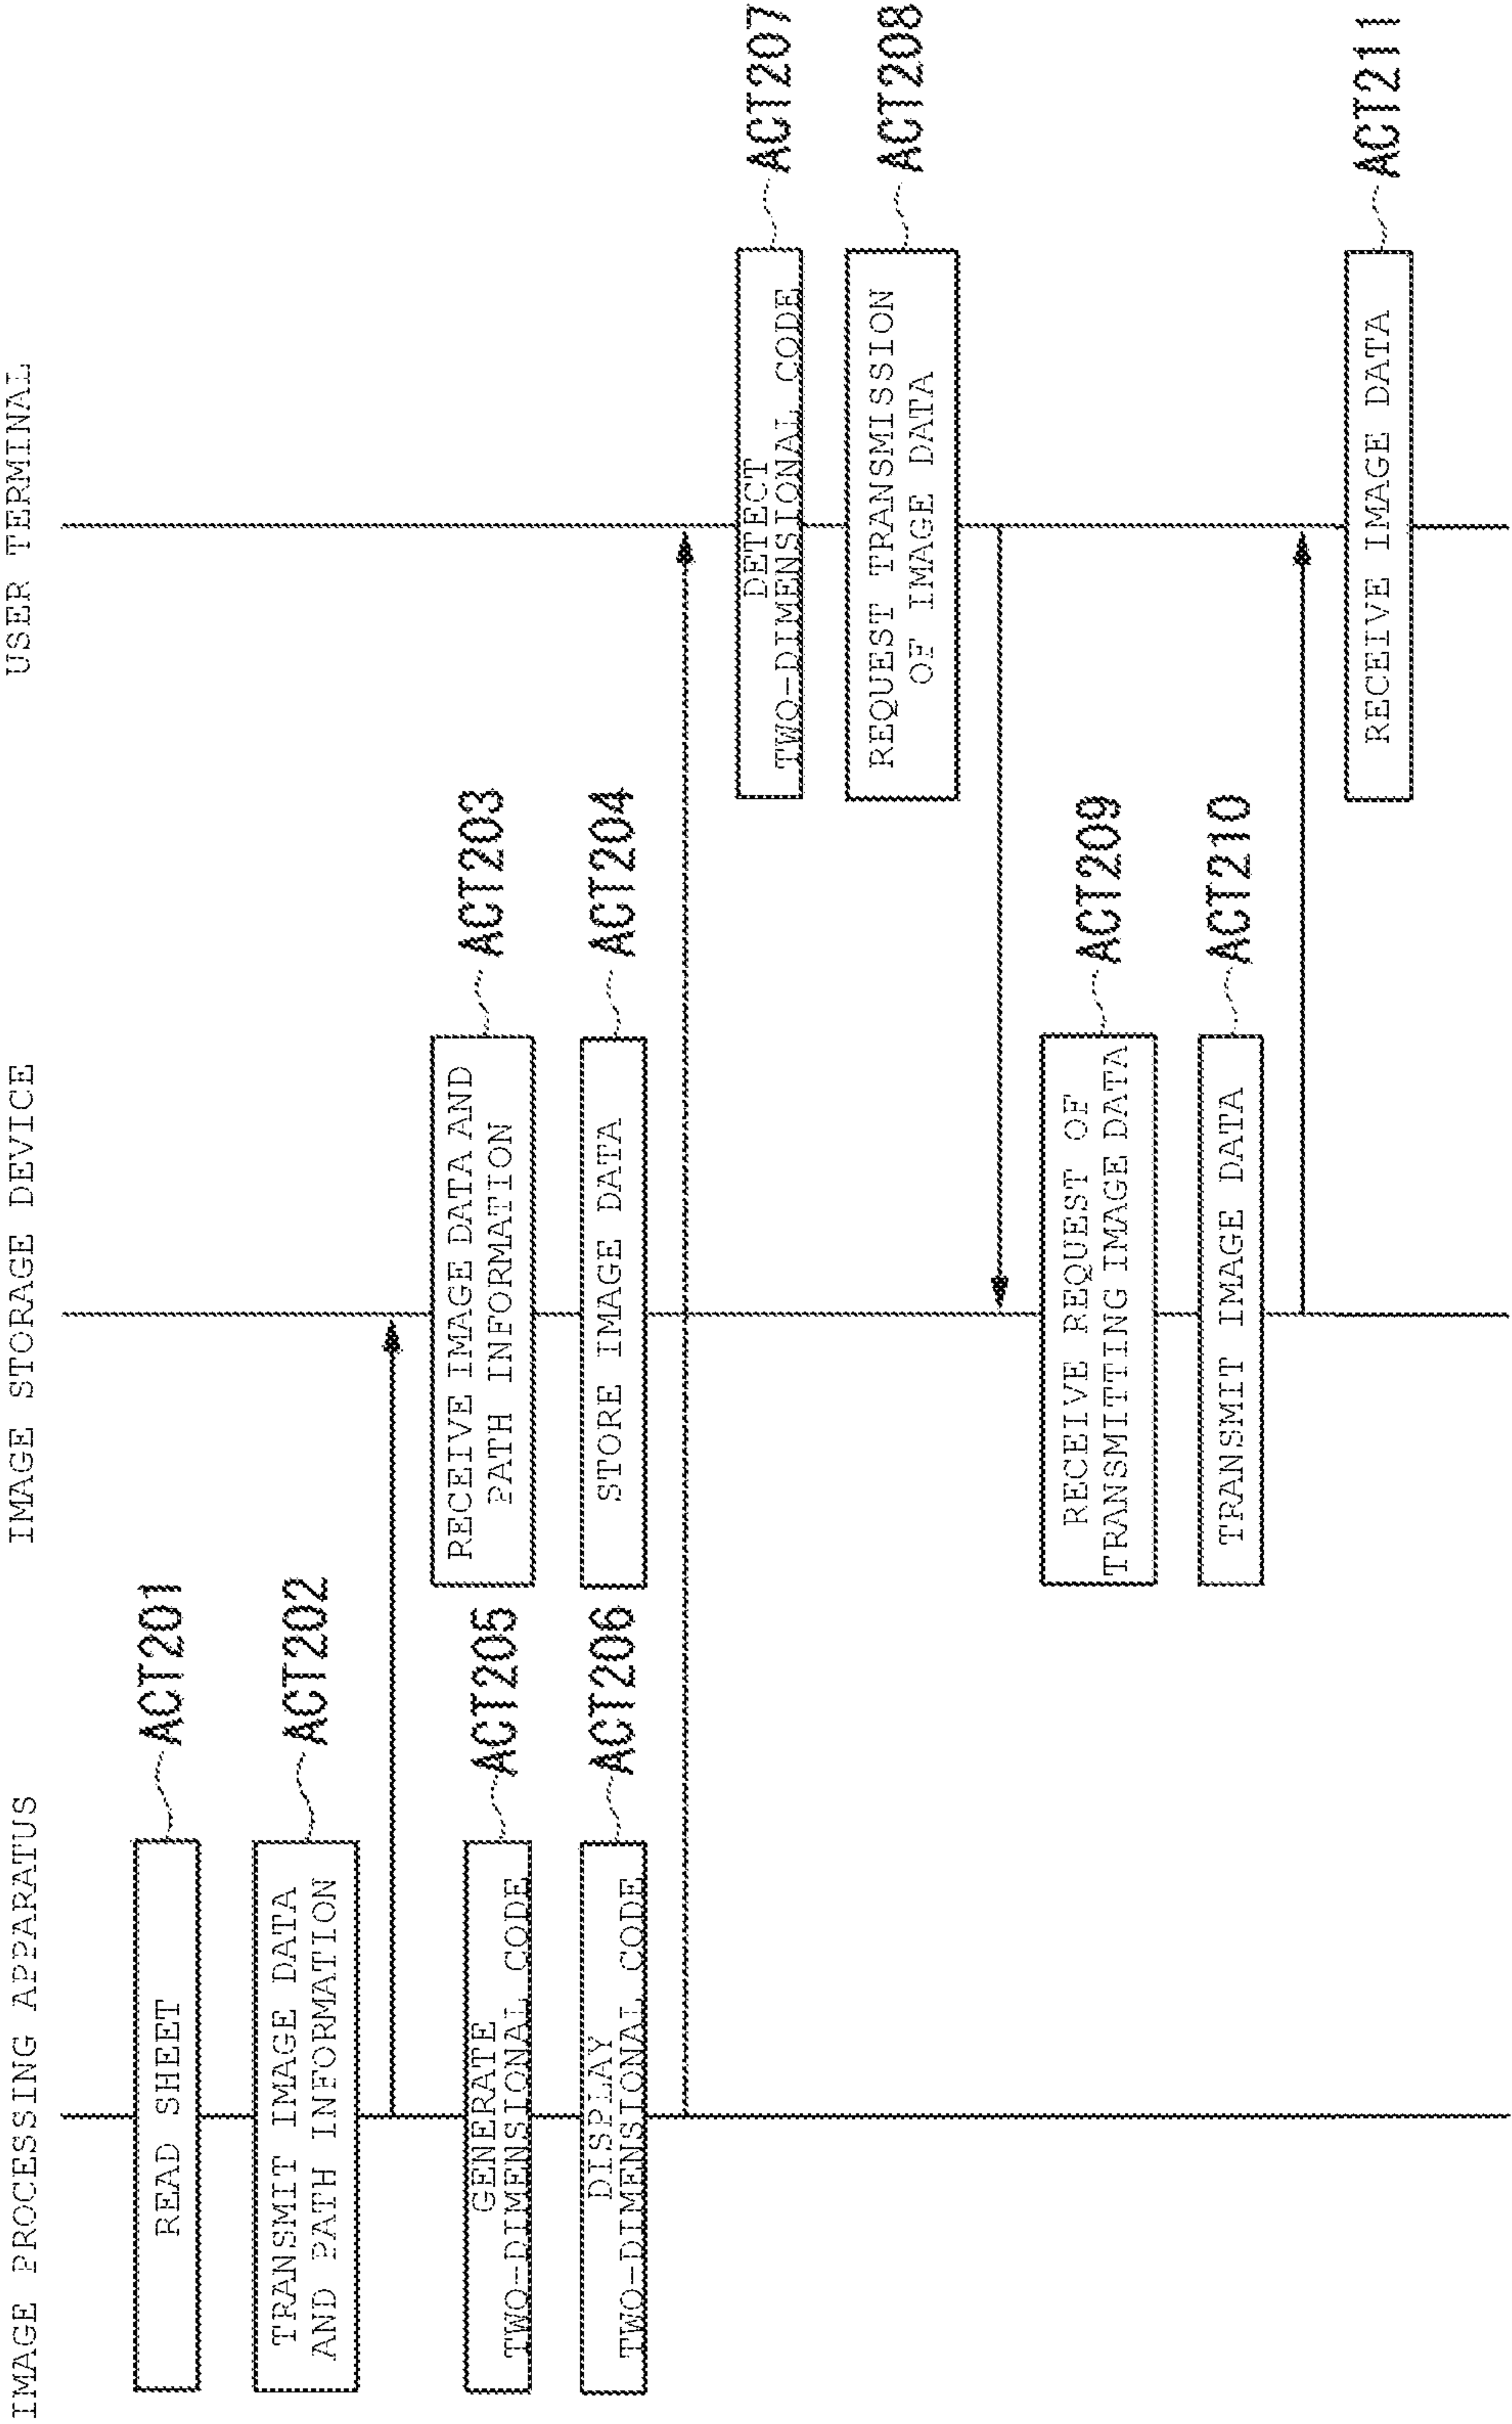 IMAGE PROCESSING APPARATUS
IMAGE STORAGE DEVICE
USER TERMINAL
READ SHEET
ACT201
TRANSMIT IMAGE DATA
AND PATH INFORMATION
ACT202
RECEIVE IMAGE DATA AND
PATH INFORMATION
ACT203
GENERATE
TWO-DIMENSIONAL CODE
ACT205
STORE IMAGE DATA
ACT204
DISPLAY
TWO-DIMENSIONAL CODE
ACT206
DETECT
TWO-DIMENSIONAL CODE
ACT207
REQUEST TRANSMISSION
OF IMAGE DATA
ACT208
RECEIVE REQUEST OF
TRANSMITTING IMAGE DATA
ACT209
TRANSMIT IMAGE DATA
ACT210
RECEIVE IMAGE DATA
ACT211